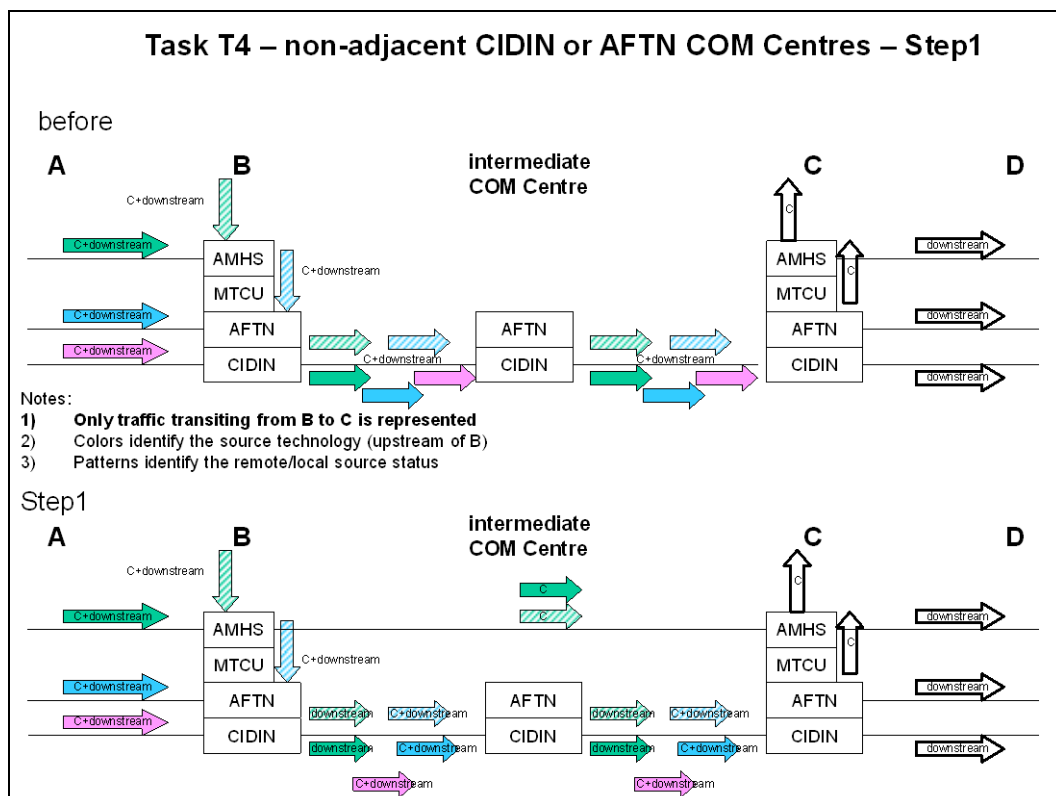 Task T4 – non-adjacent CIDIN or AFTN COM Centres – Step1
before
A
B
intermediate
COM Centre
C
D
C+downstream
C
C+downstream
AMHS
C+downstream
C
AMHS
downstream
MTCU
MTCU
C+downstream
AFTN
AFTN
AFTN
downstream
C+downstream
C+downstream
C+downstream
CIDIN
CIDIN
CIDIN
downstream
Notes:
1) Only traffic transiting from B to C is represented
2) Colors identify the source technology (upstream of B)
3) Patterns identify the remote/local source status
Step1
A
B
intermediate
COM Centre
C
D
C+downstream
C
C
C+downstream
C
AMHS
C
AMHS
downstream
C+downstream
MTCU
MTCU
C+downstream
AFTN
AFTN
AFTN
downstream
C+downstream
downstream
C+downstream
downstream
C+downstream
CIDIN
downstream
C+downstream
CIDIN
downstream
C+downstream
CIDIN
downstream
C+downstream
C+downstream